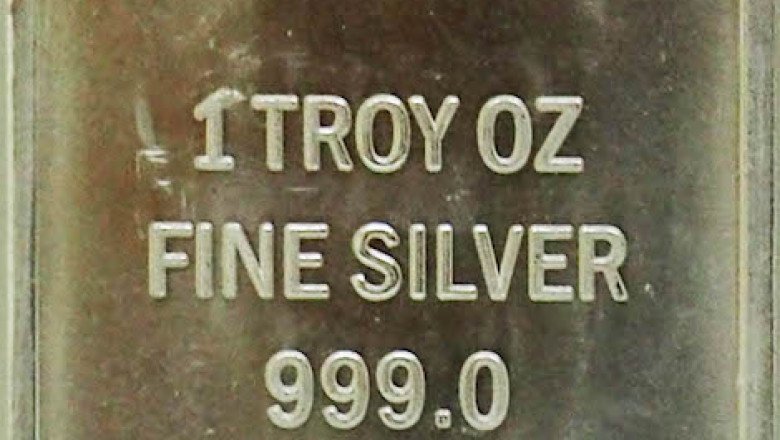 1 TROY OZ
FINE SILVER
999.0